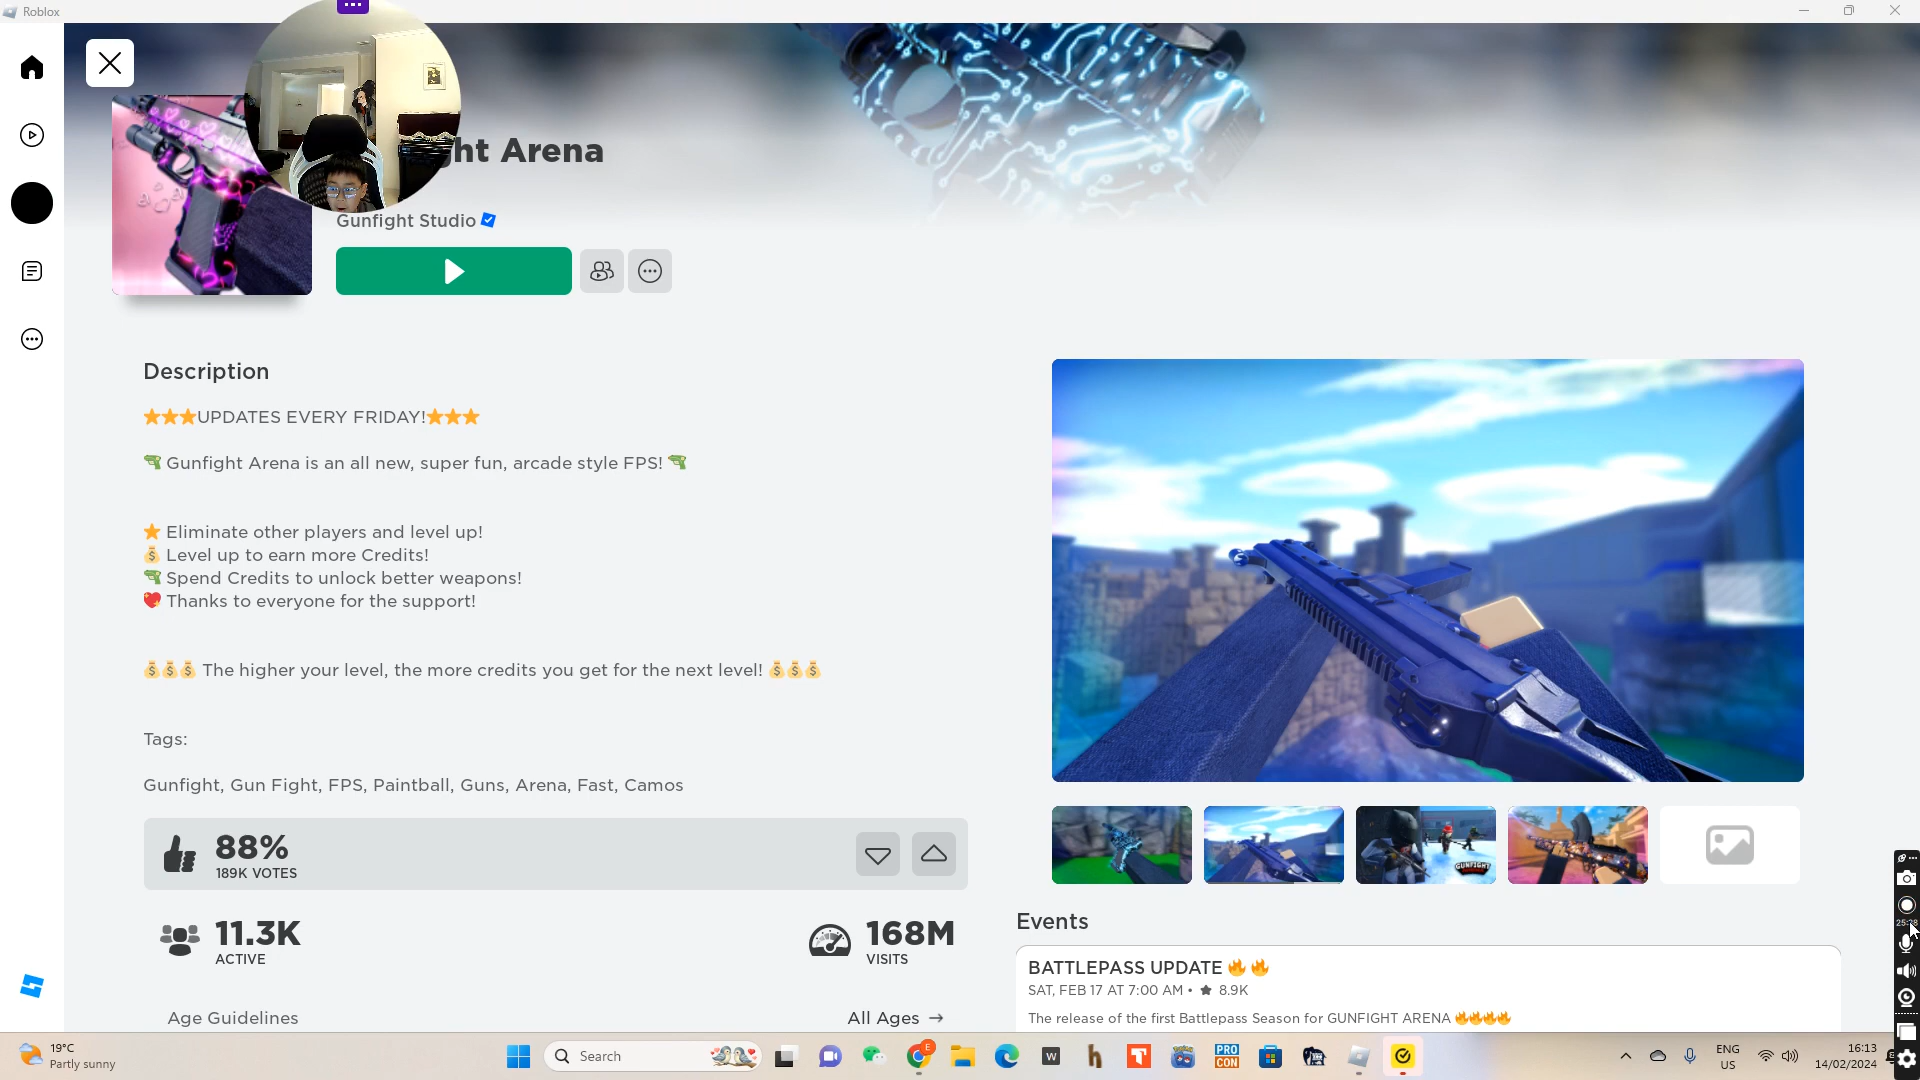 Roblox
ht Arena
Gunfight Studio
Description
⭐⭐⭐UPDATES EVERY FRIDAY!⭐⭐⭐
🔫 Gunfight Arena is an all new, super fun, arcade style FPS! 🔫
⭐ Eliminate other players and level up!
💰 Level up to earn more Credits!
🔫 Spend Credits to unlock better weapons!
💖 Thanks to everyone for the support!
💰💰💰 The higher your level, the more credits you get for the next level! 💰💰💰
Tags:
Gunfight, Gun Fight, FPS, Paintball, Guns, Arena, Fast, Camos
88%
189K VOTES
11.3K
ACTIVE
168M
VISITS
Age Guidelines
All Ages →
GUNFIGHT
Events
BATTLEPASS UPDATE 🔥🔥
SAT, FEB 17 AT 7:00 AM • ★ 8.9K
The release of the first Battlepass Season for GUNFIGHT ARENA 🔥🔥🔥🔥
25:28
19°C
Partly sunny
Search
E
W
h
T
PRO
CON
ENG
US
16:13
14/02/2024